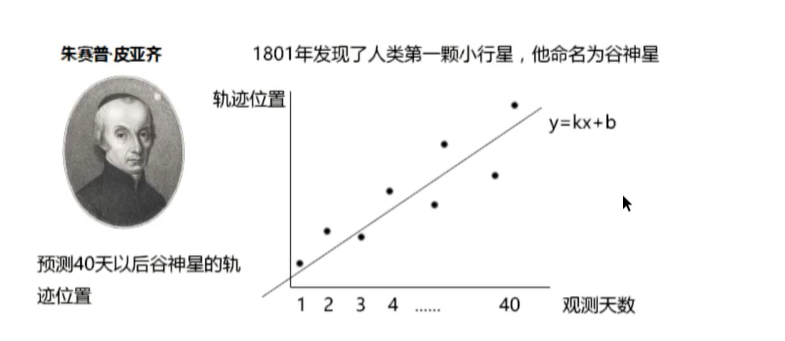 朱赛普·皮亚齐
1801年发现了人类第一颗小行星，他命名为谷神星
轨迹位置
y=kx+b
预测40天以后谷神星的轨
迹位置
1 2 3 4 ...... 40 观测天数